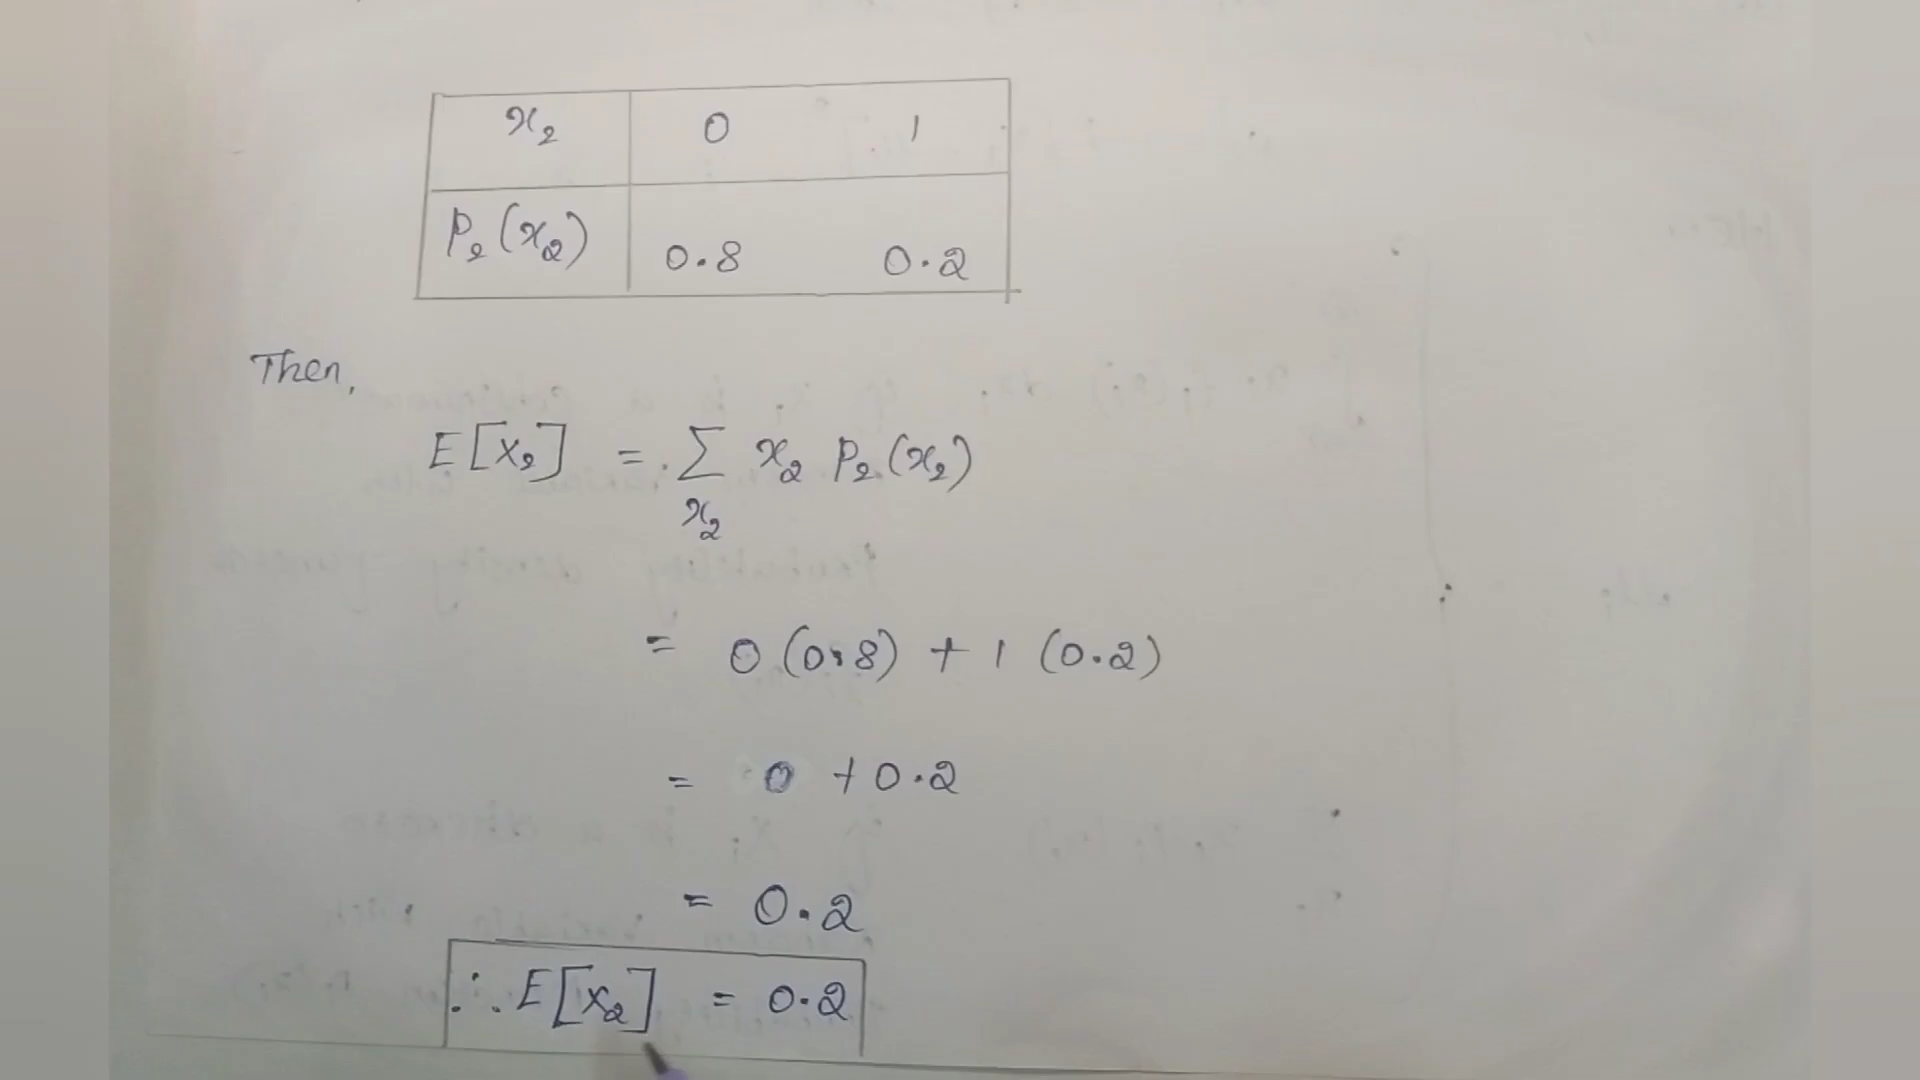 x₂ 0 1
P₂(x₂) 0.8 0.2
Then,
E[X₂] = Σ x₂ P₂(x₂)
x₂
= 0(0.8) + 1(0.2)
= 0 + 0.2
= 0.2
∴ E[X₂] = 0.2